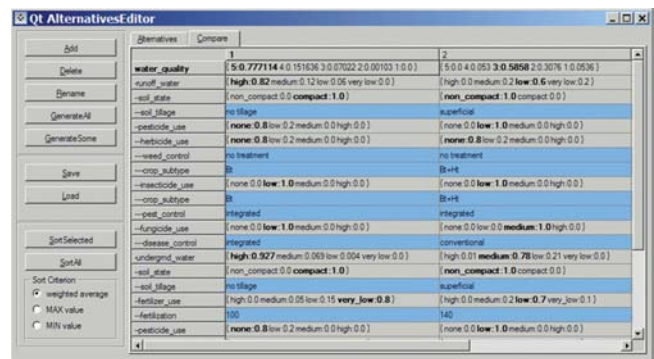 Qt AlternativesEditor
Add
Delete
Rename
GenerateAll
GenerateSome
Save
Load
SortSelected
SortAll
Sort Criterion
weighted average
MAX value
MIN value
Alternatives Compare
1 2
water_quality {5:0.777114 4:0.151636 3:0.07022 2:0.00103 1:0.0} {5:0.0 4:0.053 3:0.5858 2:0.3076 1:0.0536}
-runoff_water {high:0.82 medium:0.12 low:0.06 very low:0.0} {high:0.0 medium:0.2 low:0.6 very low:0.2}
--soil_state {non_compact:0.0 compact:1.0} {non_compact:1.0 compact:0.0}
---soil_tillage no tillage superficial
--pesticide_use {none:0.8 low:0.2 medium:0.0 high:0.0} {none:0.0 low:1.0 medium:0.0 high:0.0}
---herbicide_use {none:0.8 low:0.2 medium:0.0 high:0.0} {none:0.8 low:0.2 medium:0.0 high:0.0}
----weed_control no treatment no treatment
----crop_subtype Bt Bt+Ht
---insecticide_use {none:0.0 low:1.0 medium:0.0 high:0.0} {none:0.0 low:1.0 medium:0.0 high:0.0}
----crop_subtype Bt Bt+Ht
----pest_control integrated integrated
---fungicide_use {none:0.0 low:1.0 medium:0.0 high:0.0} {none:0.0 low:0.0 medium:1.0 high:0.0}
----disease_control integrated conventional
-undergrnd_water {high:0.927 medium:0.069 low:0.004 very low:0.0} {high:0.01 medium:0.78 low:0.21 very low:0.0}
--soil_state {non_compact:0.0 compact:1.0} {non_compact:1.0 compact:0.0}
---soil_tillage no tillage superficial
--fertilizer_use {high:0.0 medium:0.05 low:0.15 very_low:0.8} {high:0.0 medium:0.2 low:0.7 very_low:0.1}
---fertilization 100 140
--pesticide_use {none:0.8 low:0.2 medium:0.0 high:0.0} {none:0.0 low:1.0 medium:0.0 high:0.0}